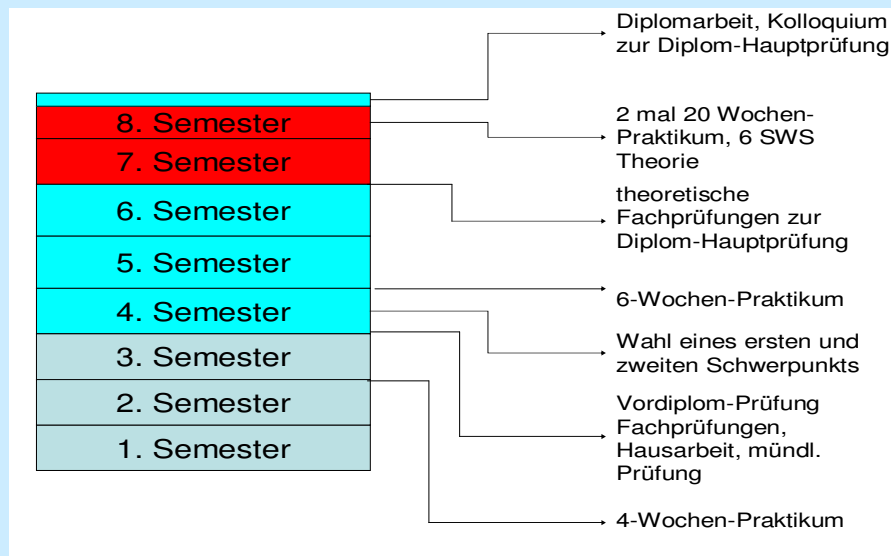 Diplomarbeit, Kolloquium
zur Diplom-Hauptprüfung
8. Semester
7. Semester
6. Semester
5. Semester
4. Semester
3. Semester
2. Semester
1. Semester
2 mal 20 Wochen-
Praktikum, 6 SWS
Theorie
theoretische
Fachprüfungen zur
Diplom-Hauptprüfung
6-Wochen-Praktikum
Wahl eines ersten und
zweiten Schwerpunkts
Vordiplom-Prüfung
Fachprüfungen,
Hausarbeit, mündl.
Prüfung
4-Wochen-Praktikum